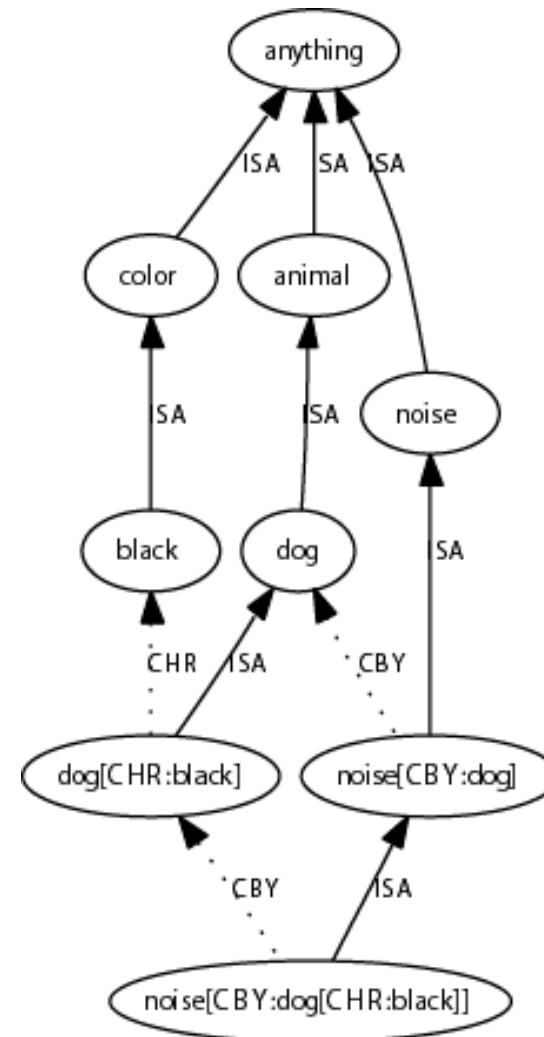 anything
ISA SA ISA
color animal
noise
ISA ISA
black dog
ISA
CHR ISA CBY
dog[CHR:black] noise[CBY:dog]
CBY ISA
noise[CBY:dog[CHR:black]]